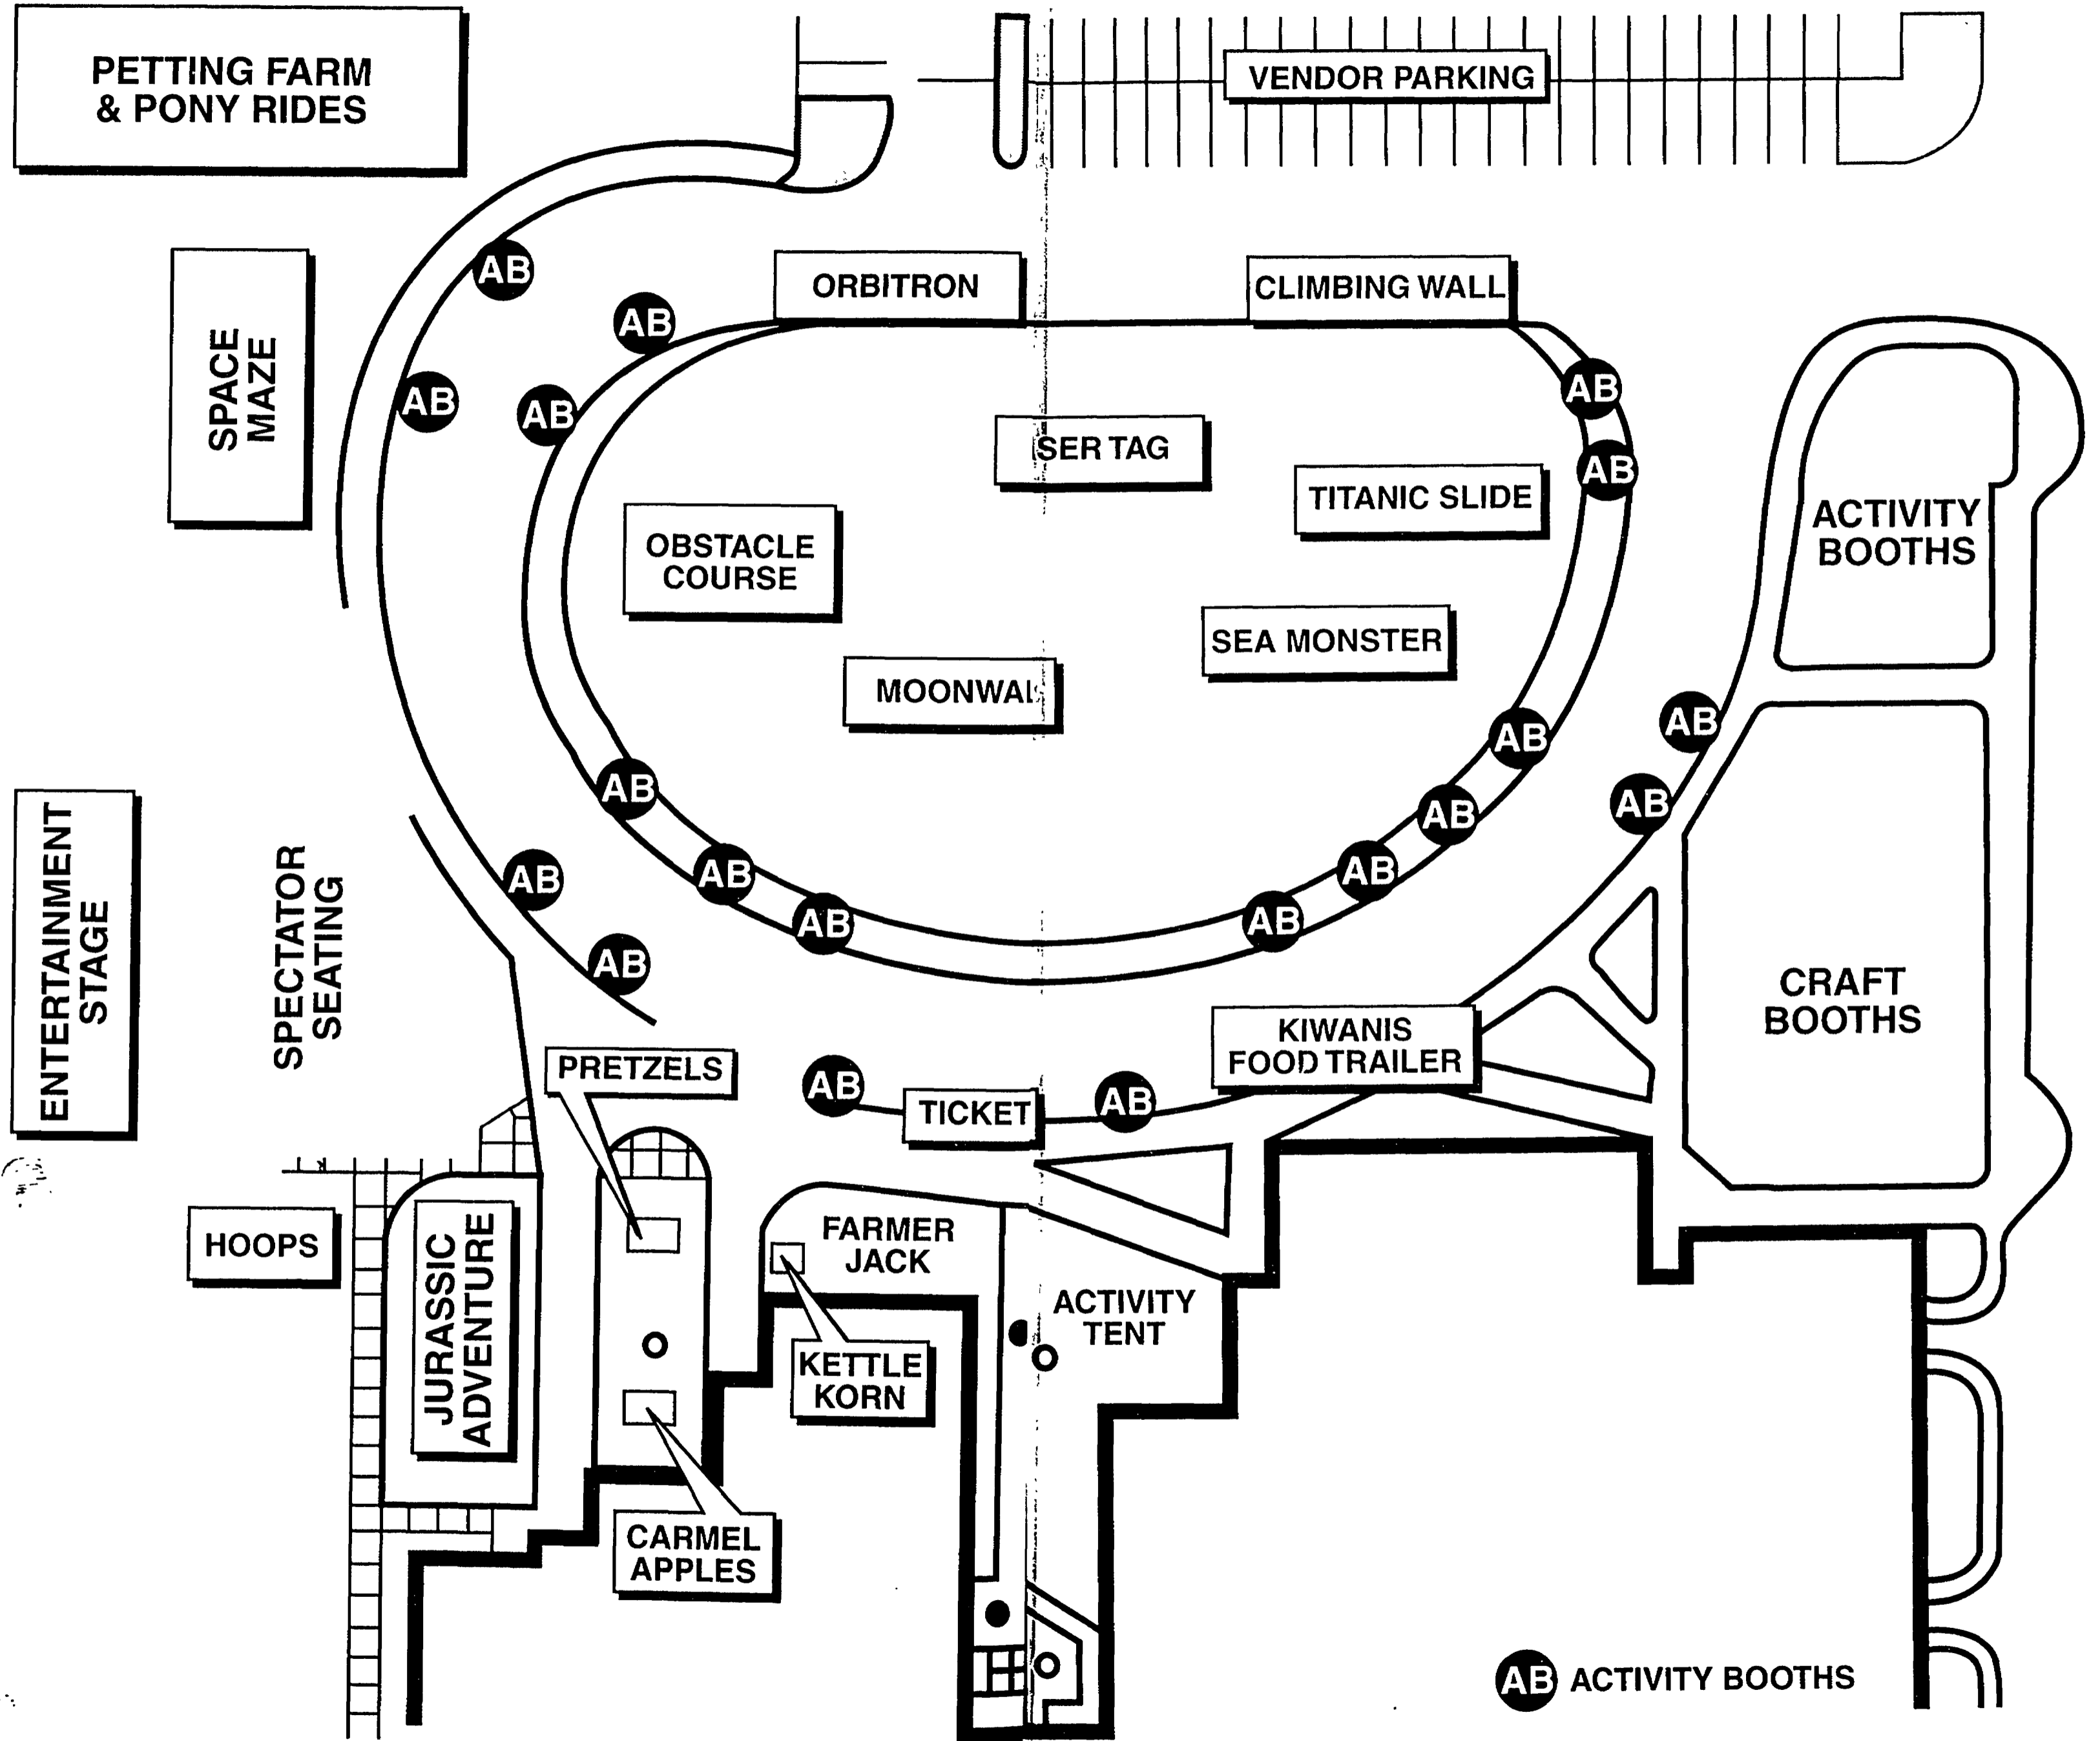 PETTING FARM
& PONY RIDES
VENDOR PARKING
ORBITRON
CLIMBING WALL
AB
AB
SPACE
MAZE
AB
AB
AB
AB
SER TAG
TITANIC SLIDE
ACTIVITY
BOOTHS
OBSTACLE
COURSE
SEA MONSTER
MOONWAL
AB
AB
AB
AB
AB
AB
AB
AB
AB
AB
AB
AB
ENTERTAINMENT
STAGE
SPECTATOR
SEATING
CRAFT
BOOTHS
KIWANIS
FOOD TRAILER
PRETZELS
AB
TICKET
AB
HOOPS
JURASSIC
ADVENTURE
FARMER
JACK
ACTIVITY
TENT
KETTLE
KORN
CARMEL
APPLES
AB ACTIVITY BOOTHS